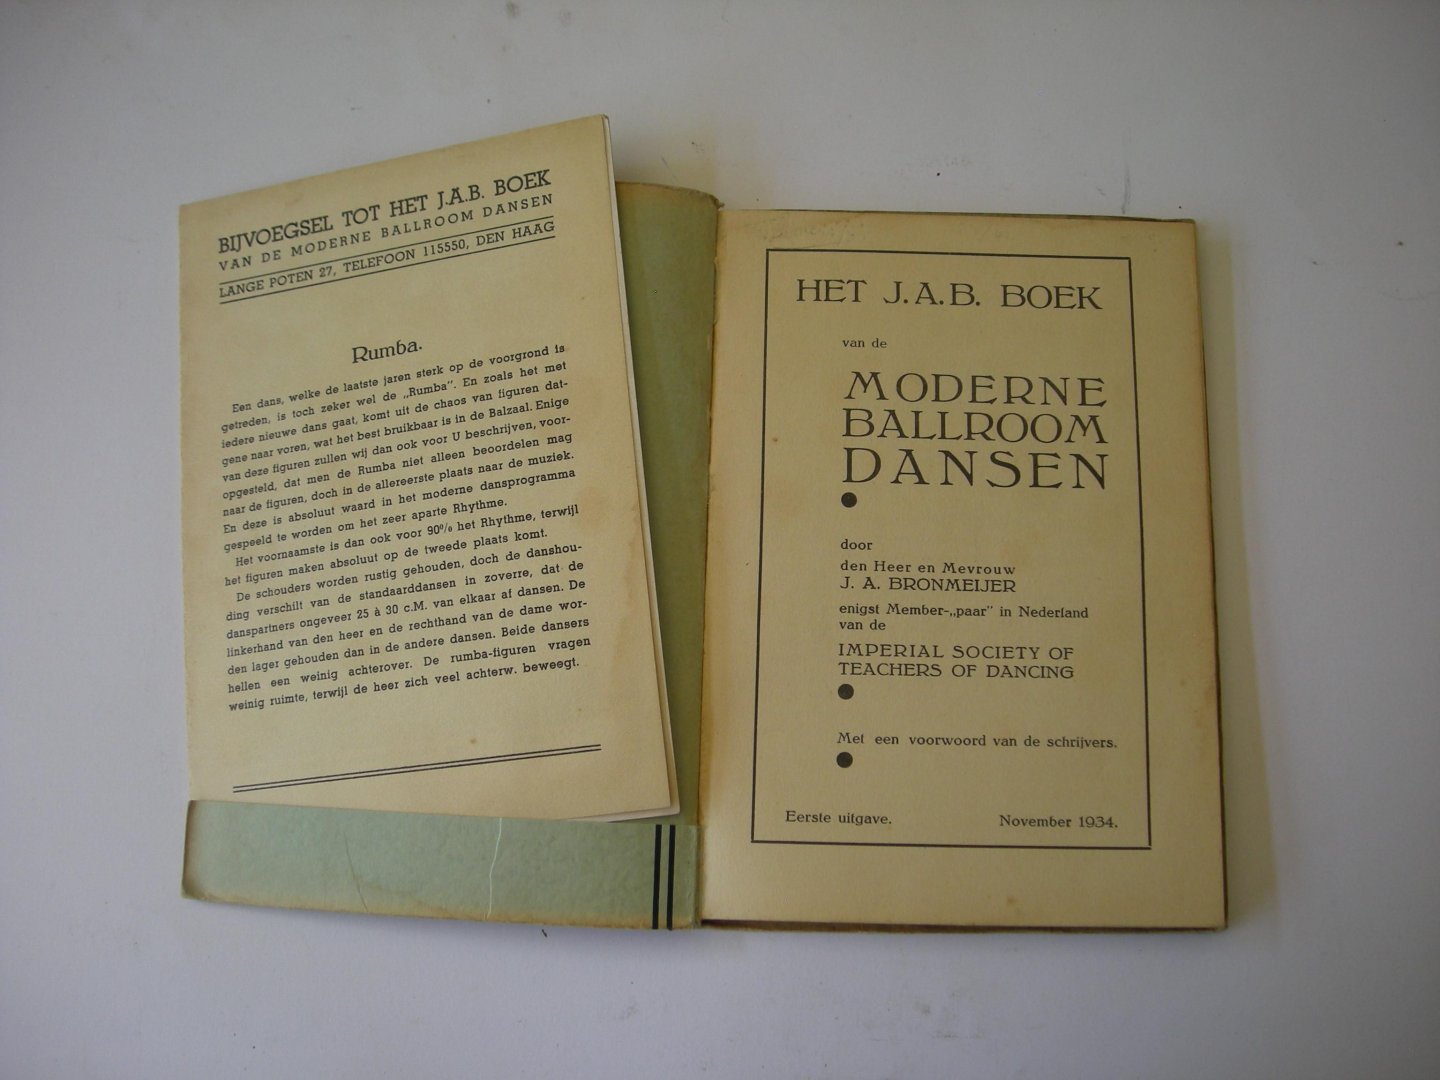 BIJVOEGSEL TOT HET J.A.B. BOEK
VAN DE MODERNE BALLROOM DANSEN
LANGE POTEN 27, TELEFOON 115550, DEN HAAG
Rumba.
Een dans, welke de laatste jaren sterk op de voorgrond is
getreden, is toch zeker wel de „Rumba”. En zoals het met
iedere nieuwe dans gaat, komt uit de chaos van figuren dat-
gene naar voren, wat het best bruikbaar is in de Balzaal. Enige
van deze figuren zullen wij dan ook voor U beschrijven, voor-
opgesteld, dat men de Rumba niet alleen beoordelen mag
naar de figuren, doch in de allereerste plaats naar de muziek.
En deze is absoluut waard in het moderne dansprogramma
gespeeld te worden om het zeer aparte Rhythme.
Het voornaamste is dan ook voor 90% het Rhythme, terwijl
het figuren maken absoluut op de tweede plaats komt.
De schouders worden rustig gehouden, doch de danshou-
ding verschilt van de standaarddansen in zoverre, dat de
danspartners ongeveer 25 à 30 c.M. van elkaar af dansen. De
linkerhand van den heer en de rechthand van de dame wor-
den lager gehouden dan in de andere dansen. Beide dansers
hellen een weinig achterover. De rumba-figuren vragen
weinig ruimte, terwijl de heer zich veel achterw. beweegt.
HET J.A.B. BOEK
van de
MODERNE
BALLROOM
DANSEN
door
den Heer en Mevrouw
J. A. BRONMEIJER
enigst Member-„paar” in Nederland
van de
IMPERIAL SOCIETY OF
TEACHERS OF DANCING
Met een voorwoord van de schrijvers.
Eerste uitgave. November 1934.